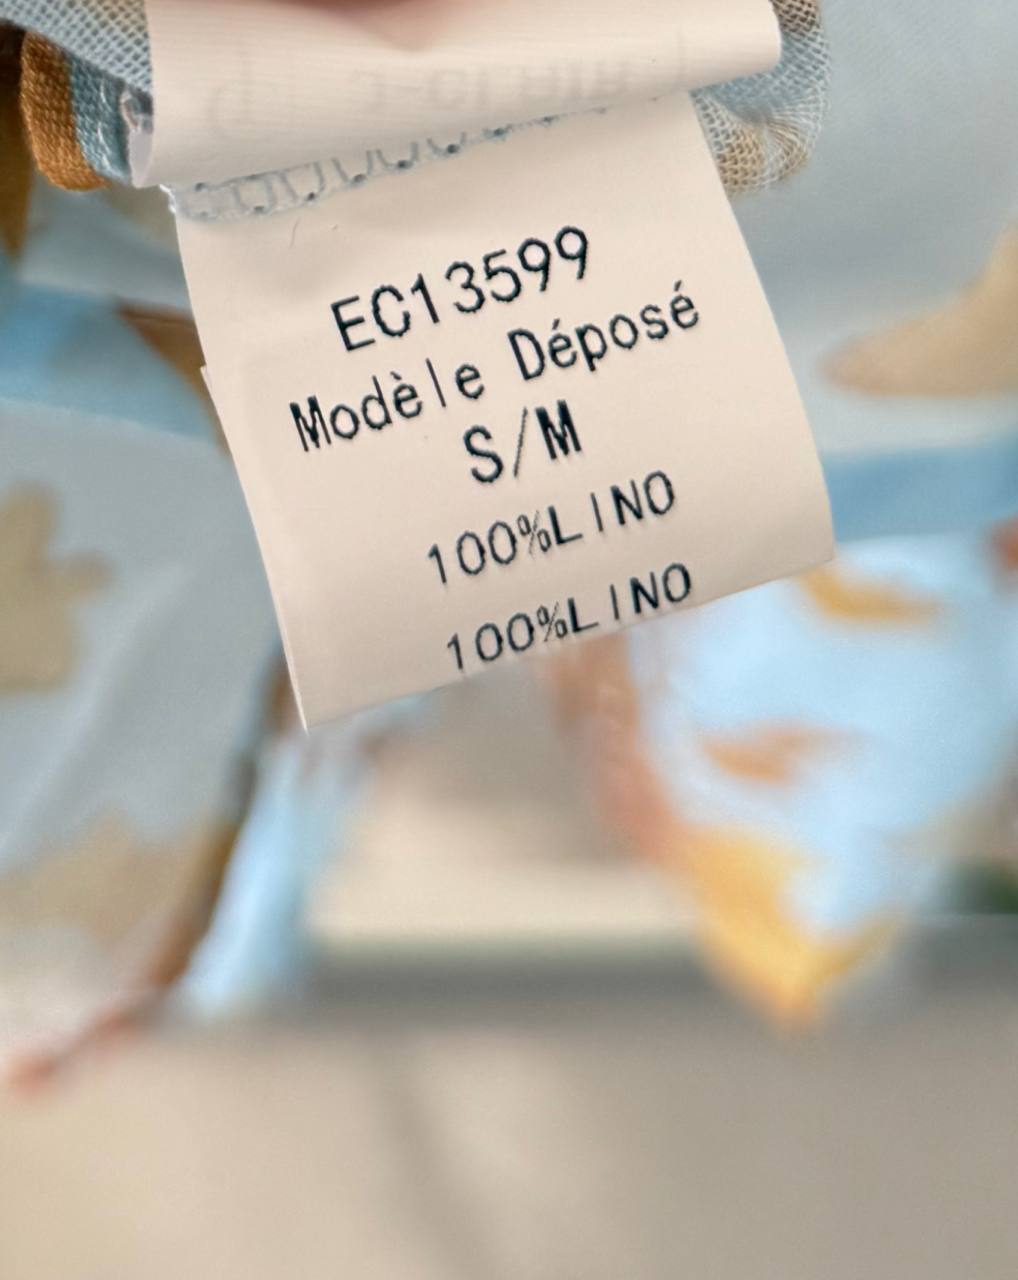 EC13599
Modèle Déposé
S/M
100%LINO
100%LINO